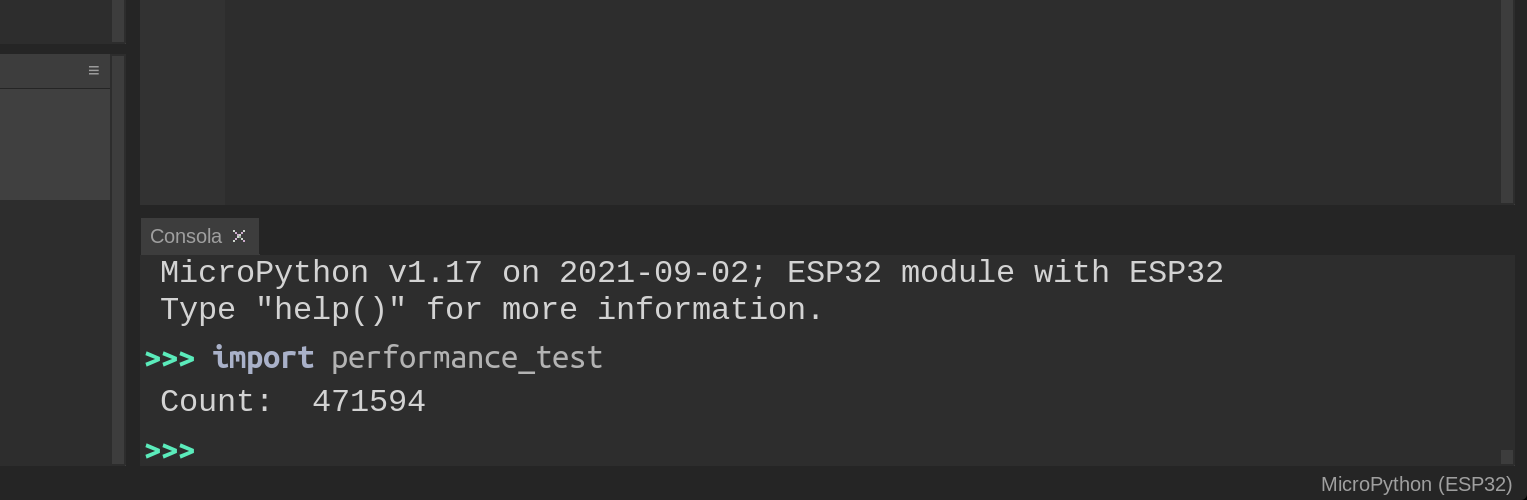 Consola
MicroPython v1.17 on 2021-09-02; ESP32 module with ESP32
Type "help()" for more information.
>>> import performance_test
Count:  471594
>>>
MicroPython (ESP32)